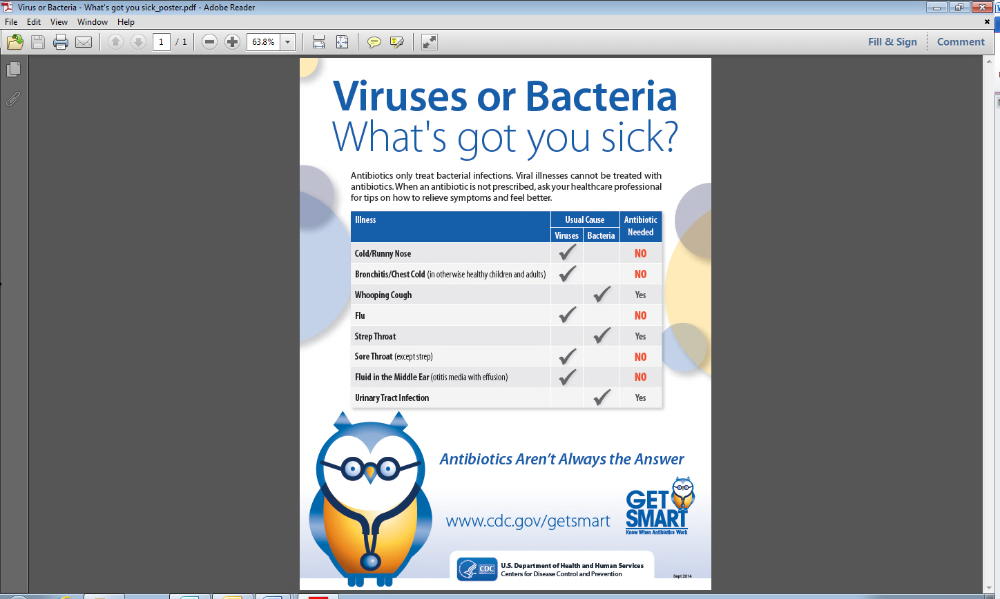 Virus or Bacteria - What's got you sick_poster.pdf - Adobe Reader
File Edit View Window Help
1 / 1 63.8% Fill & Sign Comment
Viruses or Bacteria
What's got you sick?
Antibiotics only treat bacterial infections. Viral illnesses cannot be treated with
antibiotics. When an antibiotic is not prescribed, ask your healthcare professional
for tips on how to relieve symptoms and feel better.
Illness Usual Cause Antibiotic Needed
Viruses Bacteria
Cold/Runny Nose NO
Bronchitis/Chest Cold (in otherwise healthy children and adults) NO
Whooping Cough Yes
Flu NO
Strep Throat Yes
Sore Throat (except strep) NO
Fluid in the Middle Ear (otitis media with effusion) NO
Urinary Tract Infection Yes
Antibiotics Aren't Always the Answer
www.cdc.gov/getsmart
GET
SMART
Know When Antibiotics Work
CDC
U.S. Department of Health and Human Services
Centers for Disease Control and Prevention
Sept 2014